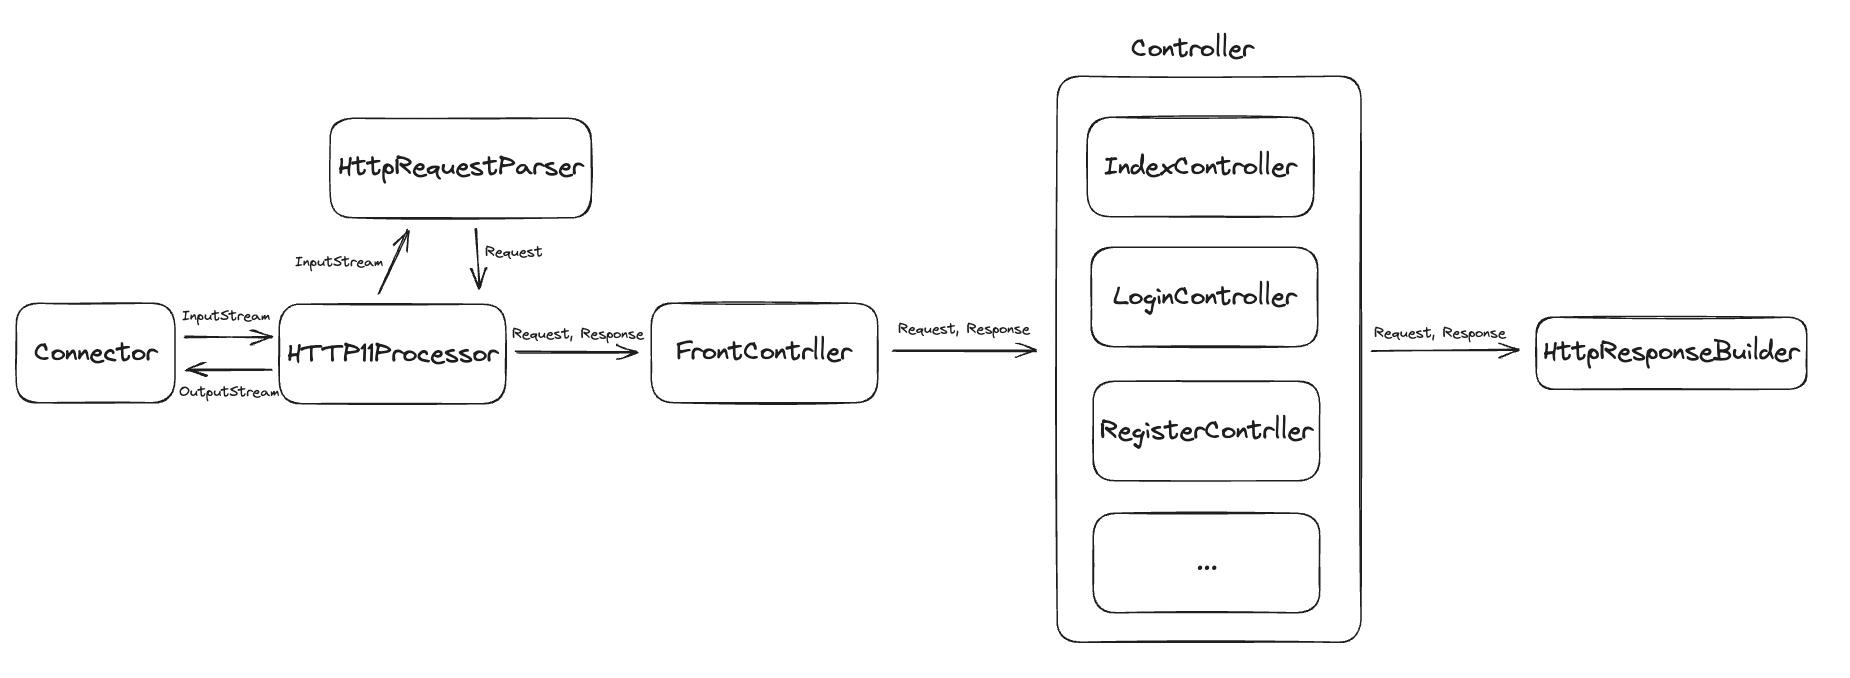 Controller
HttpRequestParser
IndexController
InputStream
Request
LoginController
Connector
InputStream
OutputStream
HTTP11Processor
Request, Response
FrontContrller
Request, Response
RegisterContrller
...
Request, Response
HttpResponseBuilder